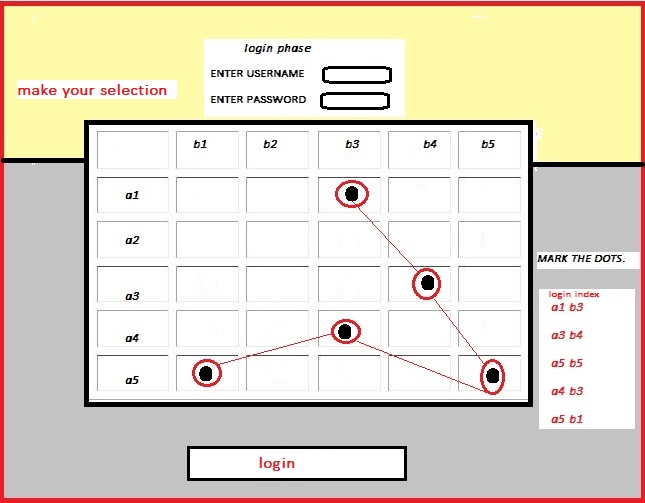 login phase
ENTER USERNAME
make your selection
ENTER PASSWORD
b1 b2 b3 b4 b5
a1
a2
a3
a4
a5
MARK THE DOTS.
login index
a1 b3
a3 b4
a5 b5
a4 b3
a5 b1
login